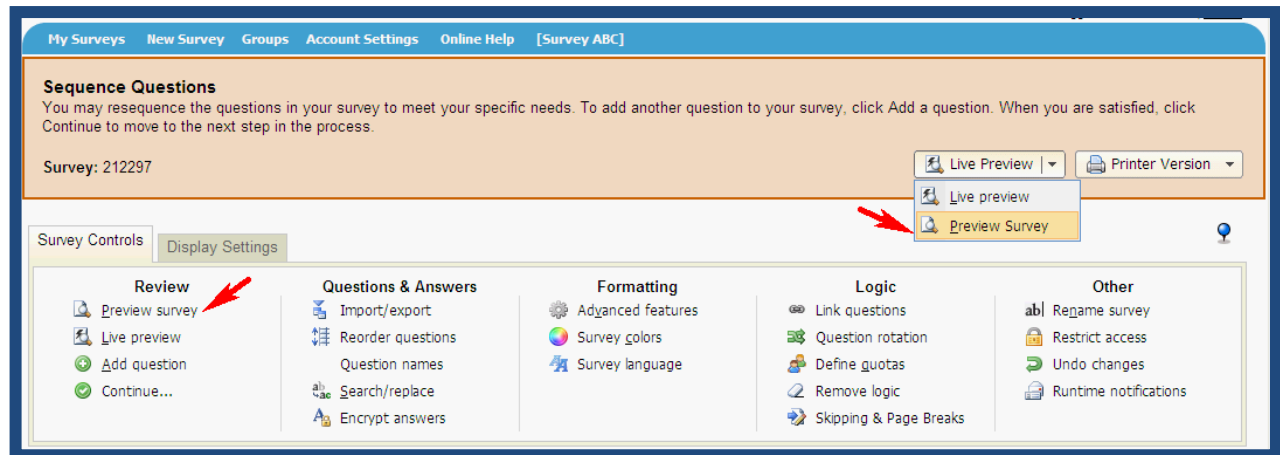 My Surveys New Survey Groups Account Settings Online Help [Survey ABC]
Sequence Questions
You may resequence the questions in your survey to meet your specific needs. To add another question to your survey, click Add a question. When you are satisfied, click
Continue to move to the next step in the process.
Survey: 212297
Live Preview
Printer Version
Live preview
Preview Survey
Survey Controls
Display Settings
Review
Preview survey
Live preview
Add question
Continue...
Questions & Answers
Import/export
Reorder questions
Question names
Search/replace
Encrypt answers
Formatting
Advanced features
Survey colors
Survey language
Logic
Link questions
Question rotation
Define quotas
Remove logic
Skipping & Page Breaks
Other
Rename survey
Restrict access
Undo changes
Runtime notifications